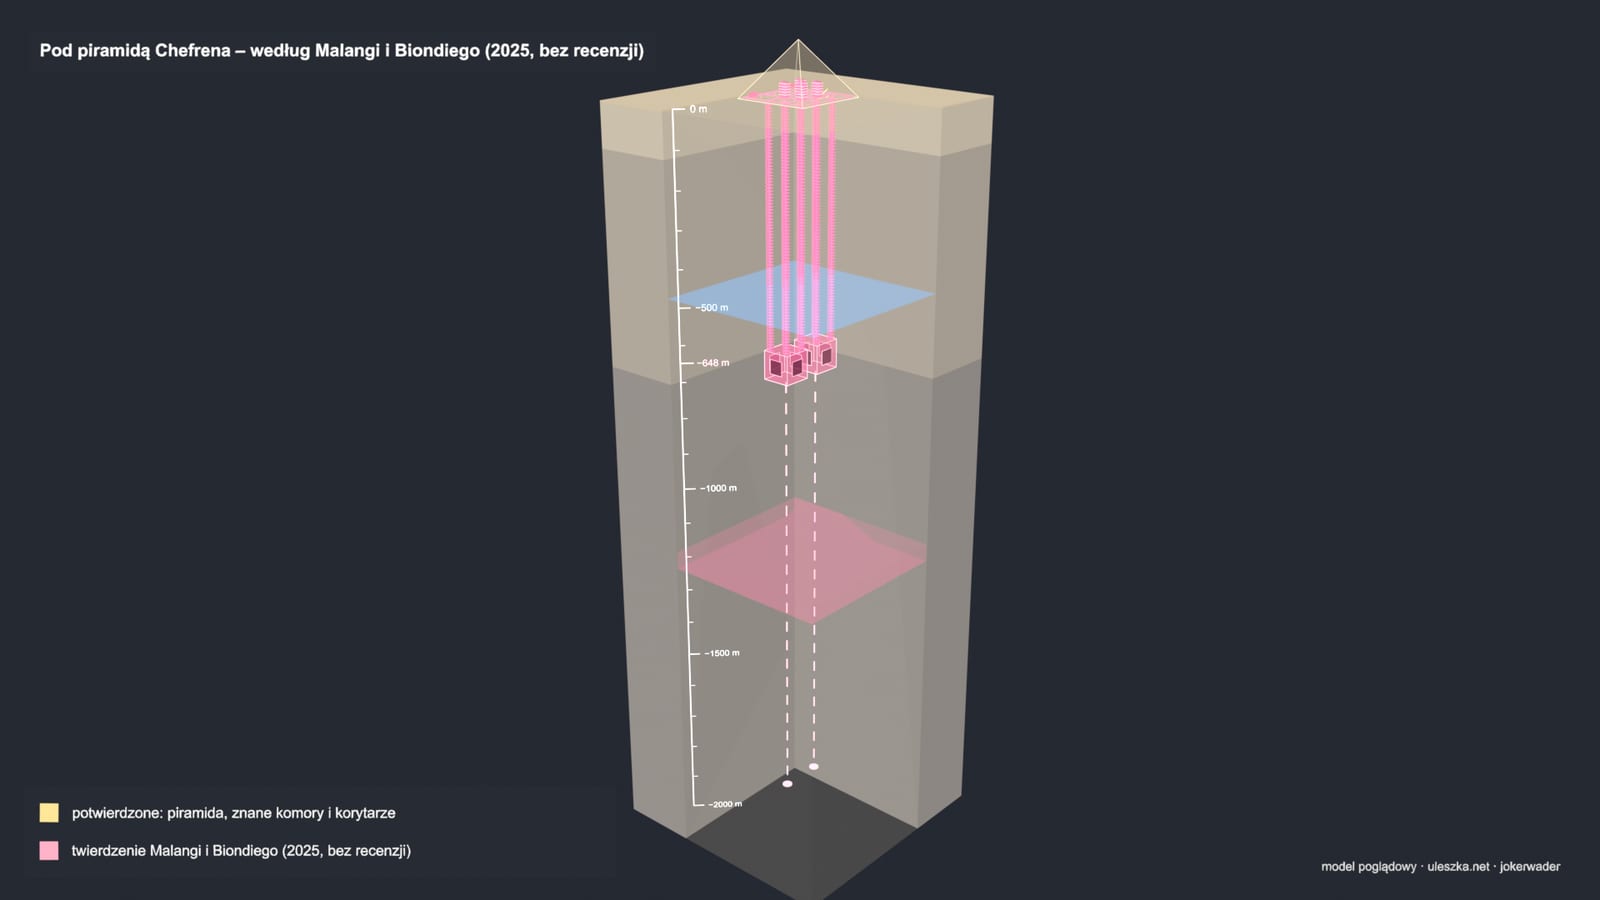 Pod piramidą Chefrena – według Malangi i Biondiego (2025, bez recenzji)
0 m
−500 m
−648 m
−1000 m
−1500 m
−2000 m
potwierdzone: piramida, znane komory i korytarze
twierdzenie Malangi i Biondiego (2025, bez recenzji)
model poglądowy · uleszka.net · jokerwader